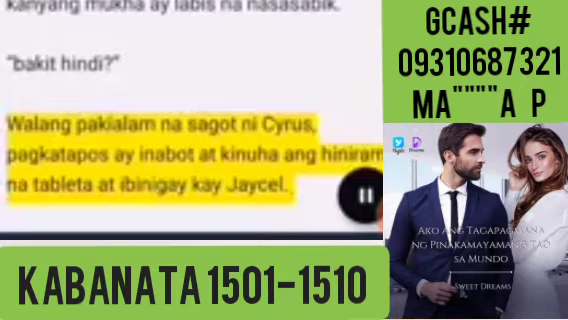 kanyang mukha ay labis na nasasabik.
"bakit hindi?"
Walang pakialam na sagot ni Cyrus,
pagkatapos ay inabot at kinuha ang hiniram
na tableta at ibinigay kay Jaycel.
GCASH#
09310687321
MA""""A P
AKO ANG TAGAPAGMANA
NG PINAKAMAYAMANG TAO
SA MUNDO
SWEET DREAMS
KABANATA 1501-1510